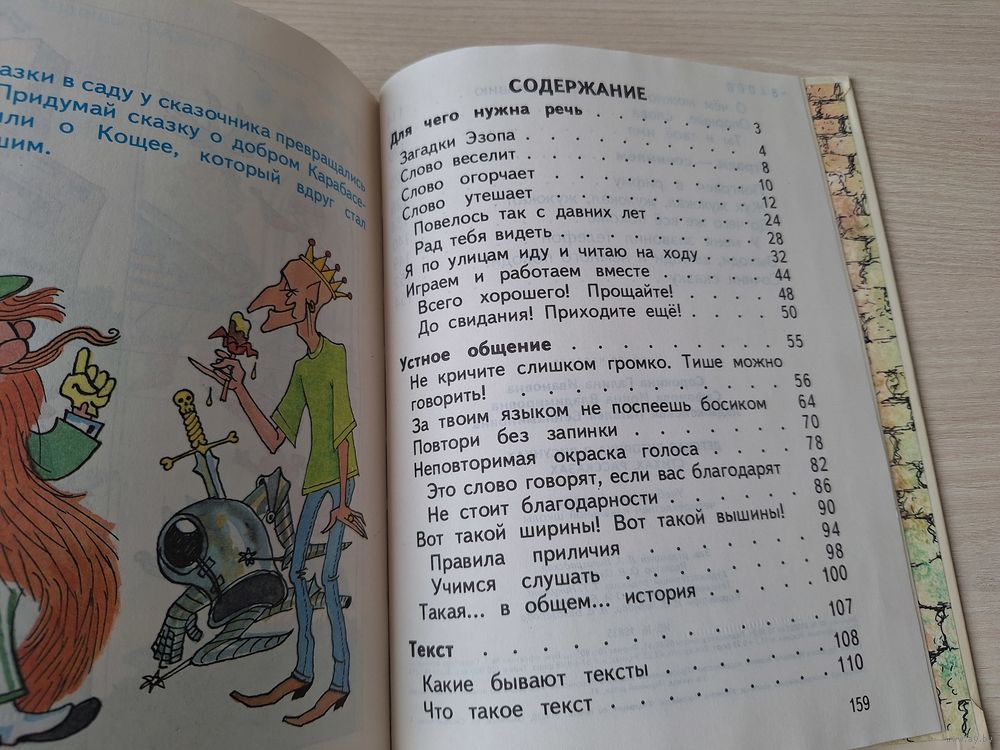 азки в саду у сказочника превращались
Придумай сказку о добром Карабасе-
или о Кощее, который вдруг стал
шим.
СОДЕРЖАНИЕ
Для чего нужна речь . . . . . . 3
Загадки Эзопа . . . . . . . . 4
Слово веселит . . . . . . . . 8
Слово огорчает . . . . . . . . 10
Слово утешает . . . . . . . . 12
Повелось так с давних лет . . . . 24
Рад тебя видеть . . . . . . . 28
Я по улицам иду и читаю на ходу . . . 32
Играем и работаем вместе . . . . 44
Всего хорошего! Прощайте! . . . . 48
До свидания! Приходите ещё! . . . . 50
Устное общение . . . . . . . . 55
Не кричите слишком громко. Тише можно
говорить! . . . . . . . . . . 56
За твоим языком не поспеешь босиком 64
Повтори без запинки . . . . . . 70
Неповторимая окраска голоса . . . . 78
Это слово говорят, если вас благодарят 82
Не стоит благодарности . . . . . 86
Вот такой ширины! Вот такой вышины! 90
Правила приличия . . . . . . . 94
Учимся слушать . . . . . . . . 98
Такая... в общем... история . . . . . 100
Текст . . . . . . . . . . . . 107
Какие бывают тексты . . . . . . 108
Что такое текст . . . . . . . . 110
159